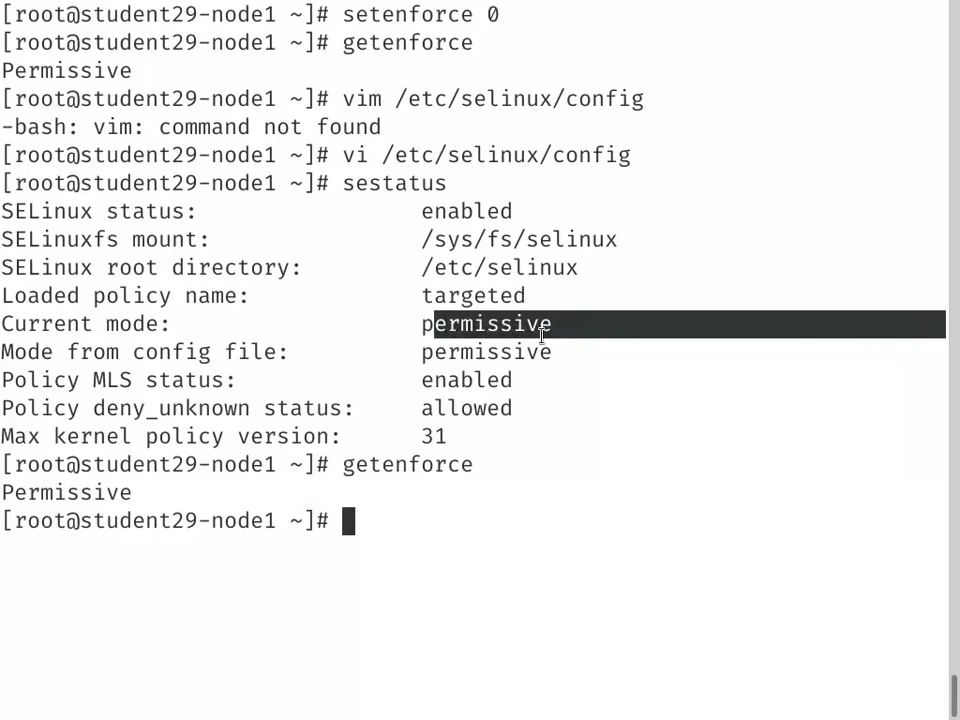 [root@student29-node1 ~]# setenforce 0
[root@student29-node1 ~]# getenforce
Permissive
[root@student29-node1 ~]# vim /etc/selinux/config
-bash: vim: command not found
[root@student29-node1 ~]# vi /etc/selinux/config
[root@student29-node1 ~]# sestatus
SELinux status:                 enabled
SELinuxfs mount:                /sys/fs/selinux
SELinux root directory:         /etc/selinux
Loaded policy name:             targeted
Current mode:                   permissive
Mode from config file:          permissive
Policy MLS status:              enabled
Policy deny_unknown status:     allowed
Max kernel policy version:      31
[root@student29-node1 ~]# getenforce
Permissive
[root@student29-node1 ~]#